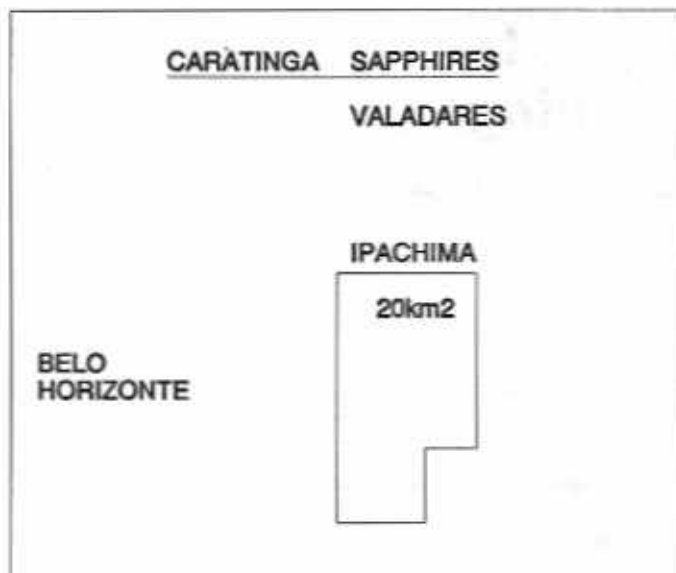 CARATINGA SAPPHIRES
VALADARES
IPACHIMA
20km2
BELO
HORIZONTE